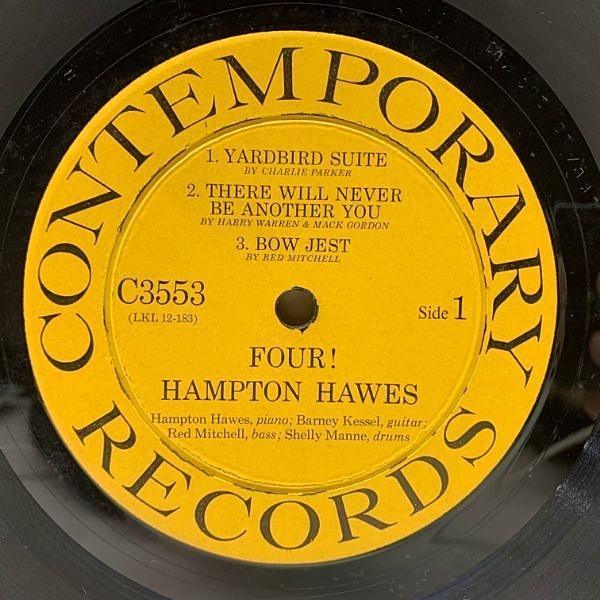 CONTEMPORARY
RECORDS
1. YARDBIRD SUITE
BY CHARLIE PARKER
2. THERE WILL NEVER
BE ANOTHER YOU
BY HARRY WARREN & MACK GORDON
3. BOW JEST
BY RED MITCHELL
C3553
(LKL 12-183)
Side 1
FOUR!
HAMPTON HAWES
Hampton Hawes, piano; Barney Kessel, guitar;
Red Mitchell, bass; Shelly Manne, drums